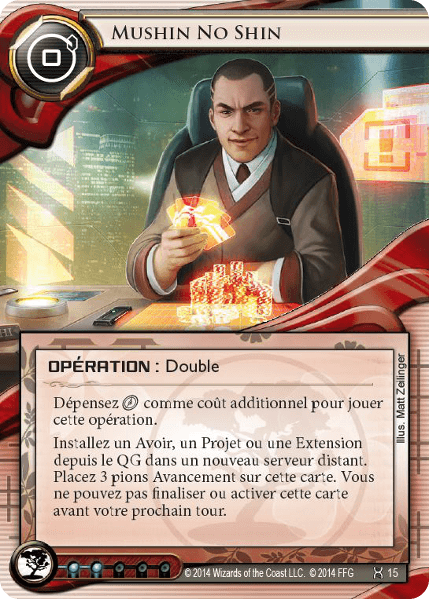 0
MUSHIN NO SHIN
OPÉRATION : Double
Dépensez comme coût additionnel pour jouer
cette opération.
Installez un Avoir, un Projet ou une Extension
depuis le QG dans un nouveau serveur distant.
Placez 3 pions Avancement sur cette carte. Vous
ne pouvez pas finaliser ou activer cette carte
avant votre prochain tour.
Illus. Matt Zeilinger
© 2014 Wizards of the Coast LLC. © 2014 FFG
15